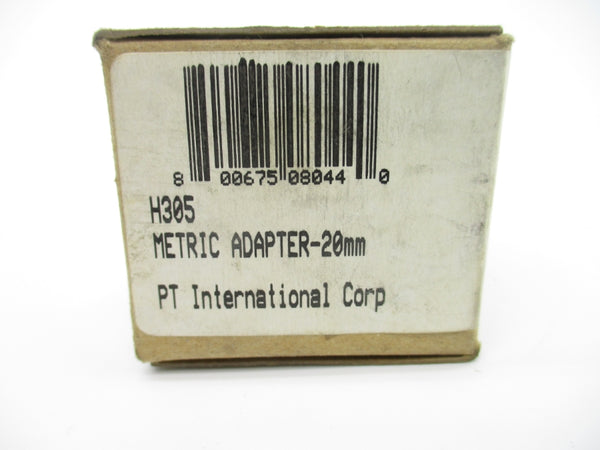 8 00675 08044 0
H305
METRIC ADAPTER-20mm
PT International Corp